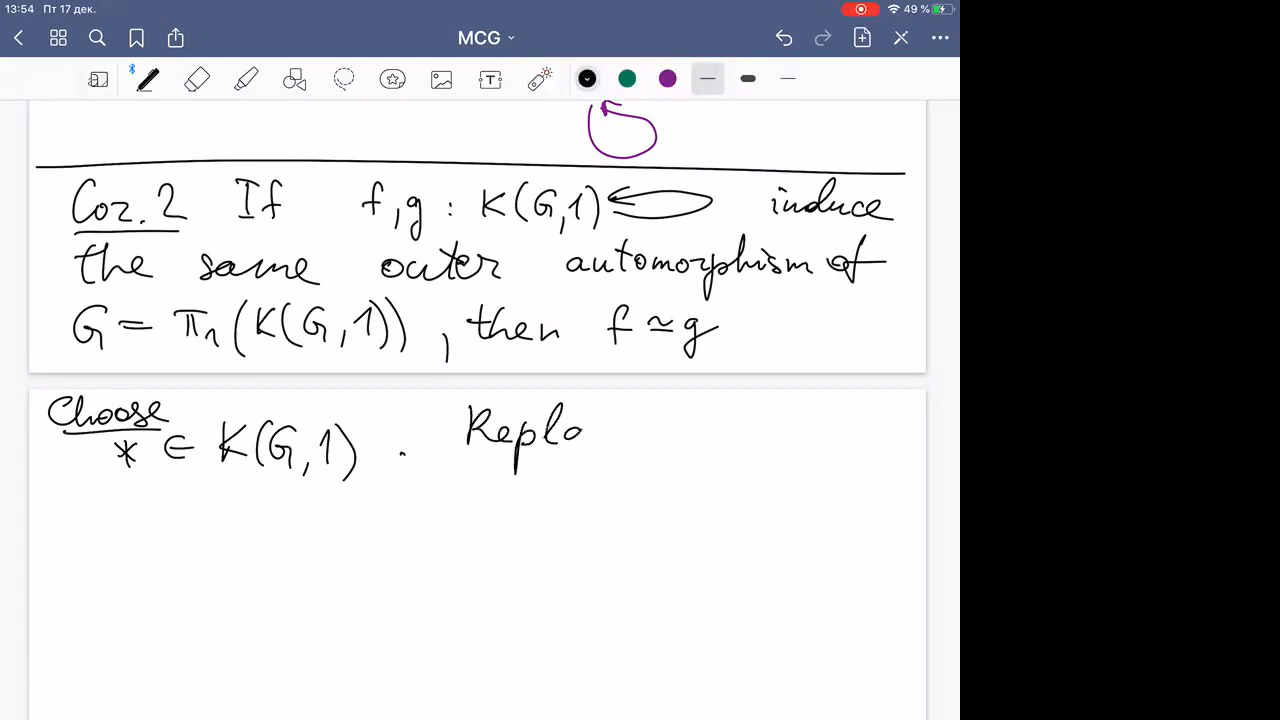 13:54 Пт 17 дек.
49 %
MCG
Cor. 2 If f,g : K(G,1) induce
the same outer automorphism of
G = π₁(K(G,1)), then f ≃ g
Choose
* ∈ K(G,1) . Repla